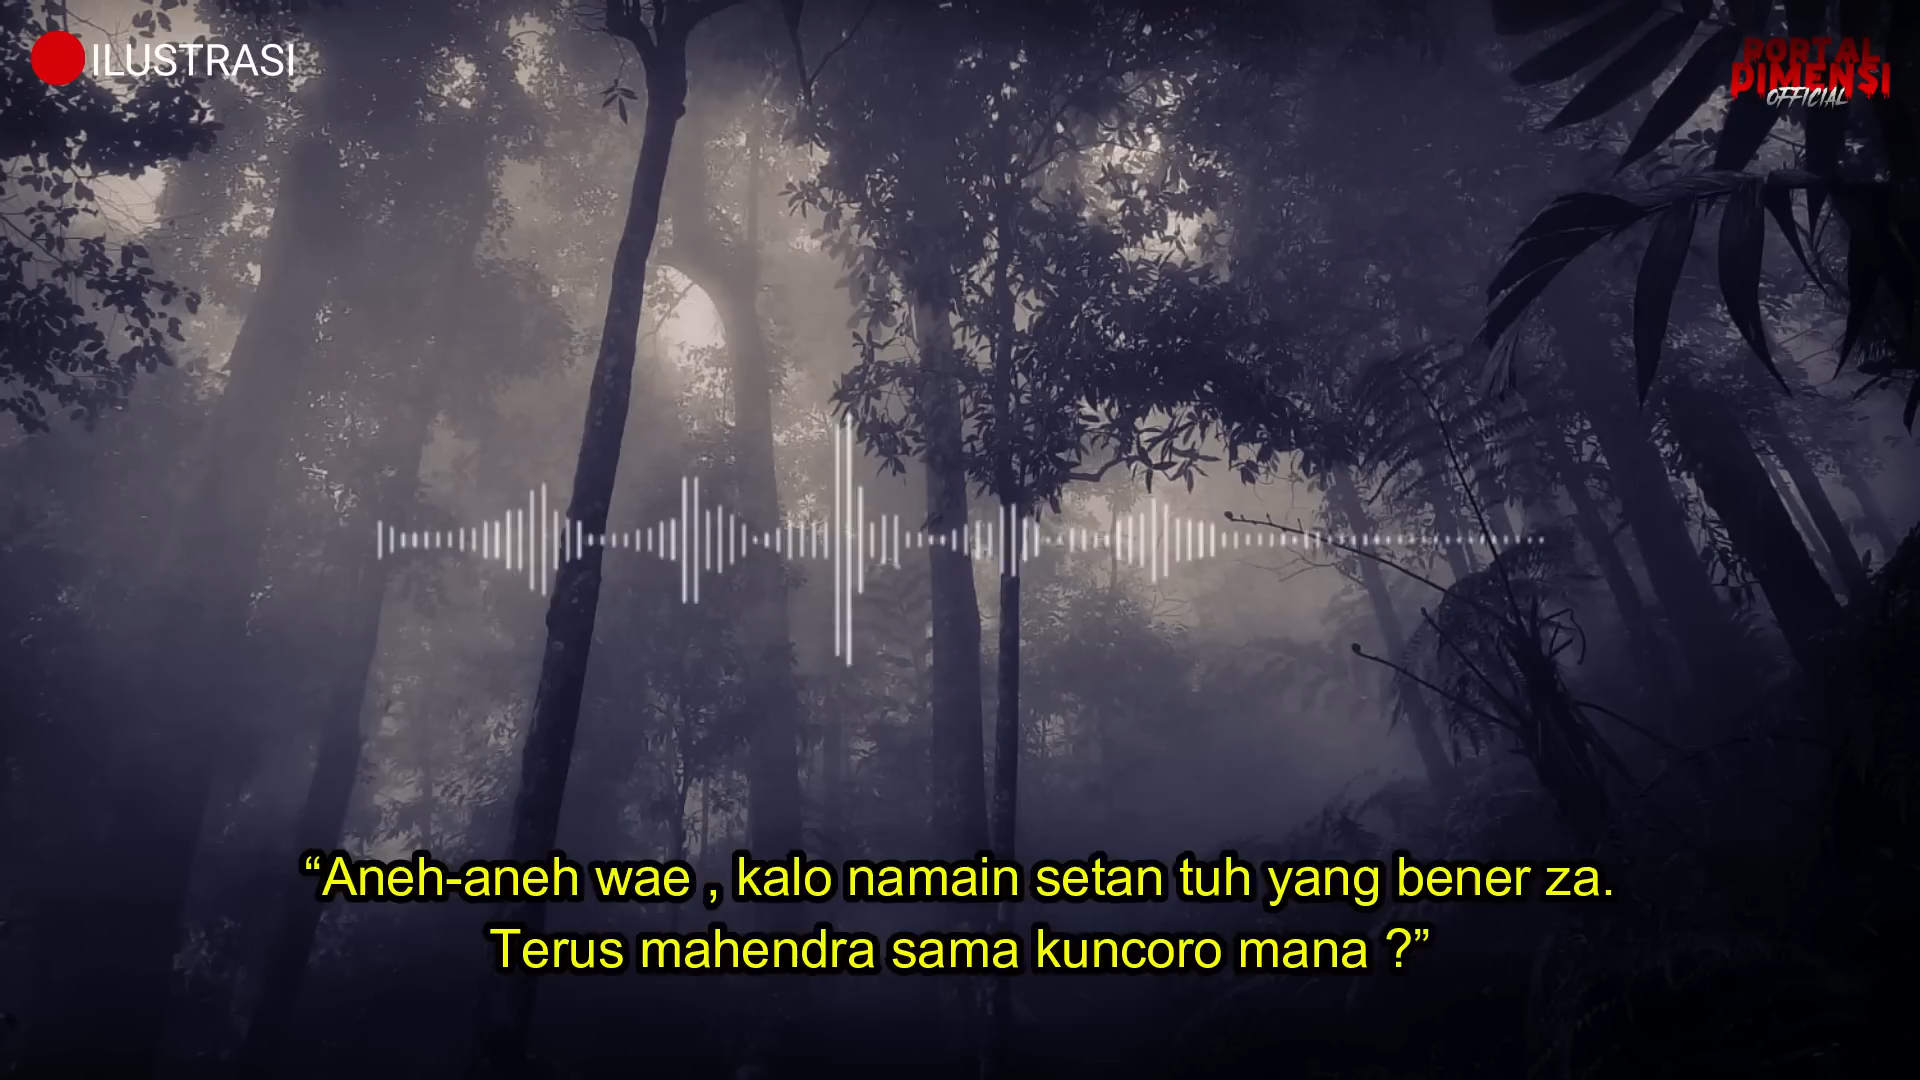 ILUSTRASI
PORTAL
DIMENSI
OFFICIAL
“Aneh-aneh wae , kalo namain setan tuh yang bener za.
Terus mahendra sama kuncoro mana ?”